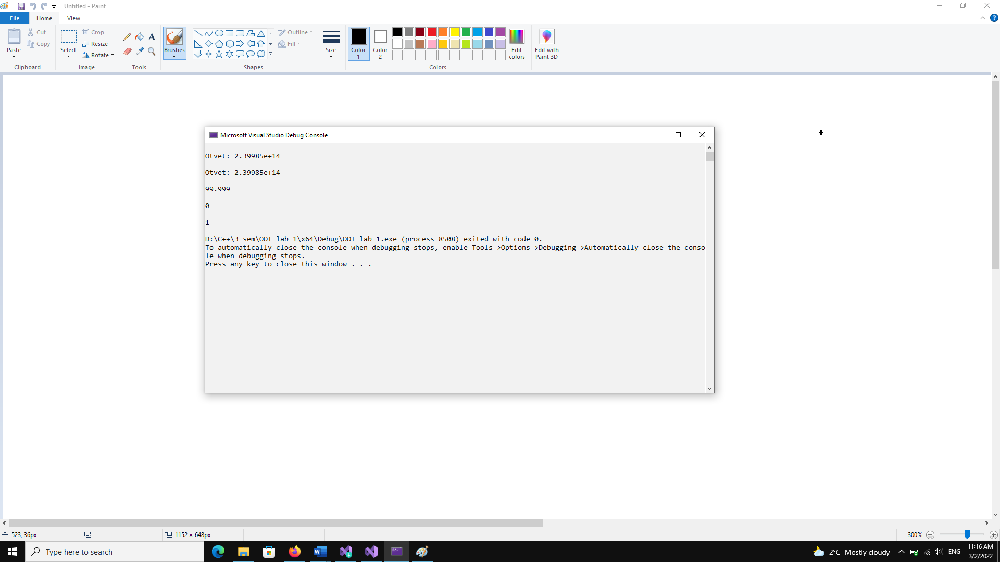 Untitled - Paint
File Home View
Paste Cut Copy Clipboard
Select Crop Resize Rotate Image
Tools
Brushes
Outline Fill Shapes
Size
Color 1
Color 2
Edit colors
Colors
Edit with Paint 3D
Microsoft Visual Studio Debug Console
Otvet: 2.39985e+14
Otvet: 2.39985e+14
99.999
0
1
D:\C++\3 sem\OOT lab 1\x64\Debug\OOT lab 1.exe (process 8508) exited with code 0.
To automatically close the console when debugging stops, enable Tools->Options->Debugging->Automatically close the conso
le when debugging stops.
Press any key to close this window . . .
523, 36px 1152 × 648px 300%
Type here to search
2°C Mostly cloudy ENG
11:16 AM
3/2/2022